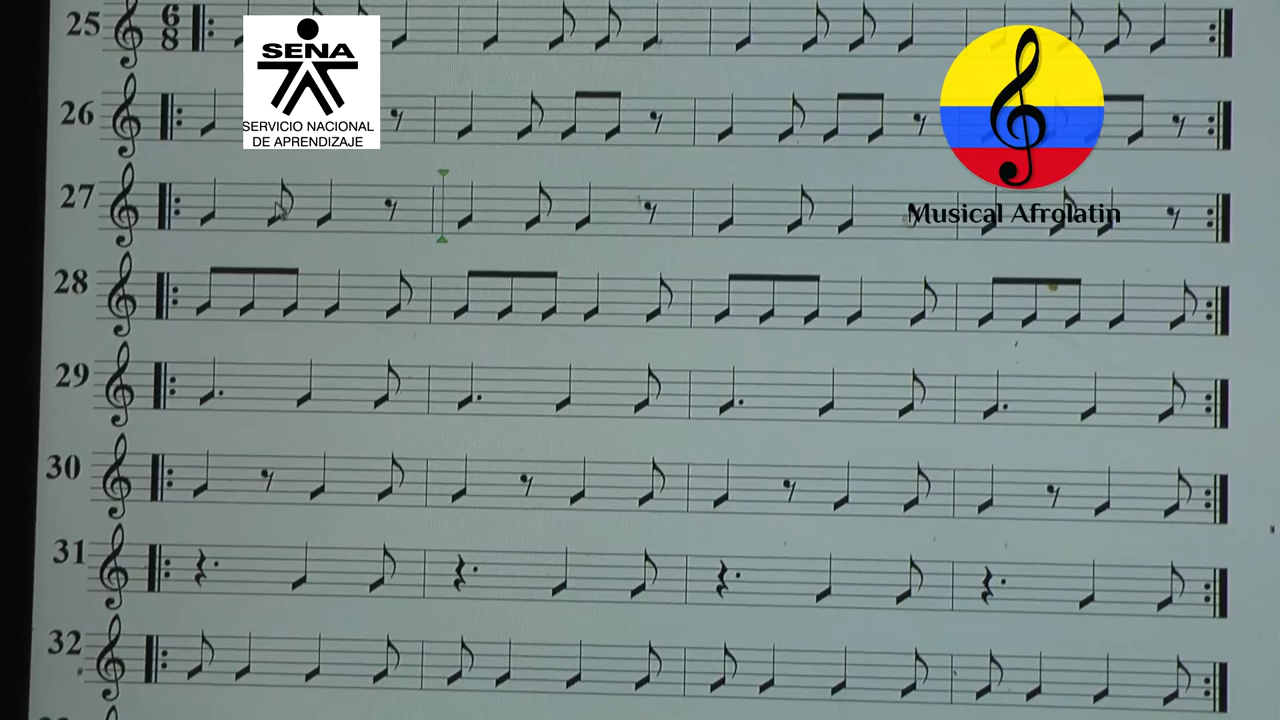 25
6
8
SENA
SERVICIO NACIONAL
DE APRENDIZAJE
26
27
Musical Afrolatin
28
29
30
31
32